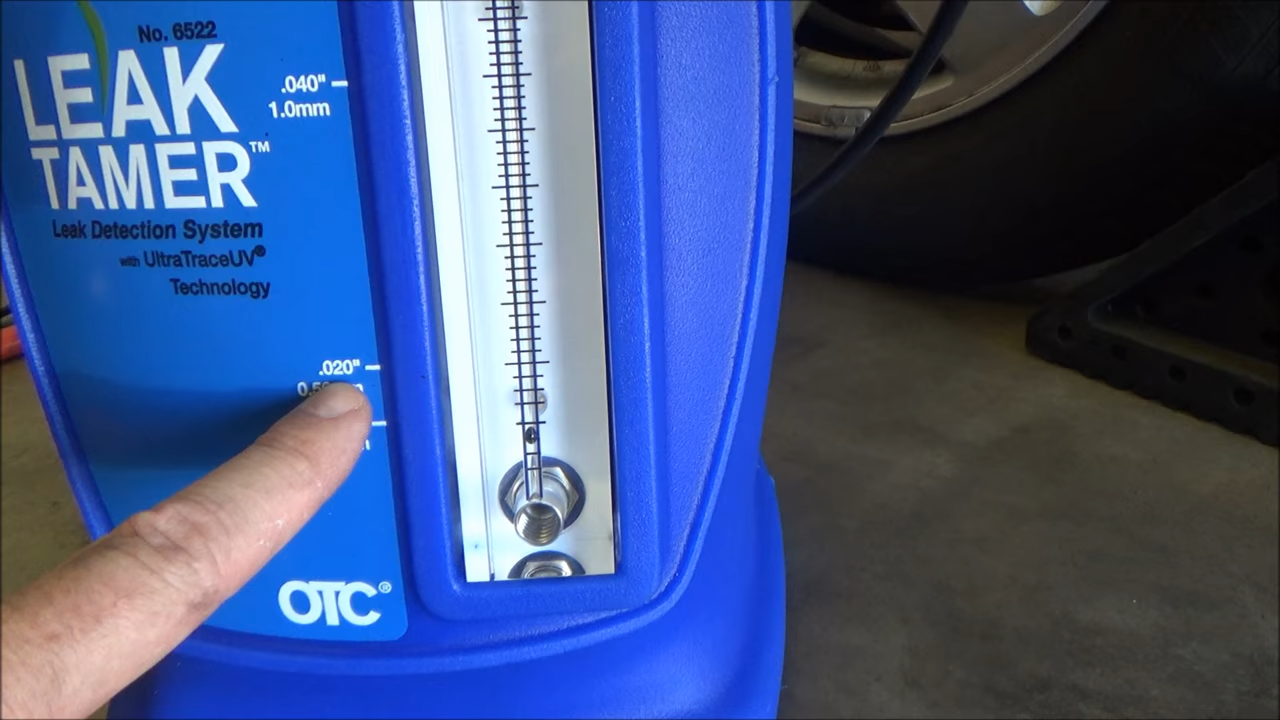 No. 6522
LEAK
TAMER™
Leak Detection System
with UltraTraceUV®
Technology
.040"
1.0mm
.020"
OTC®